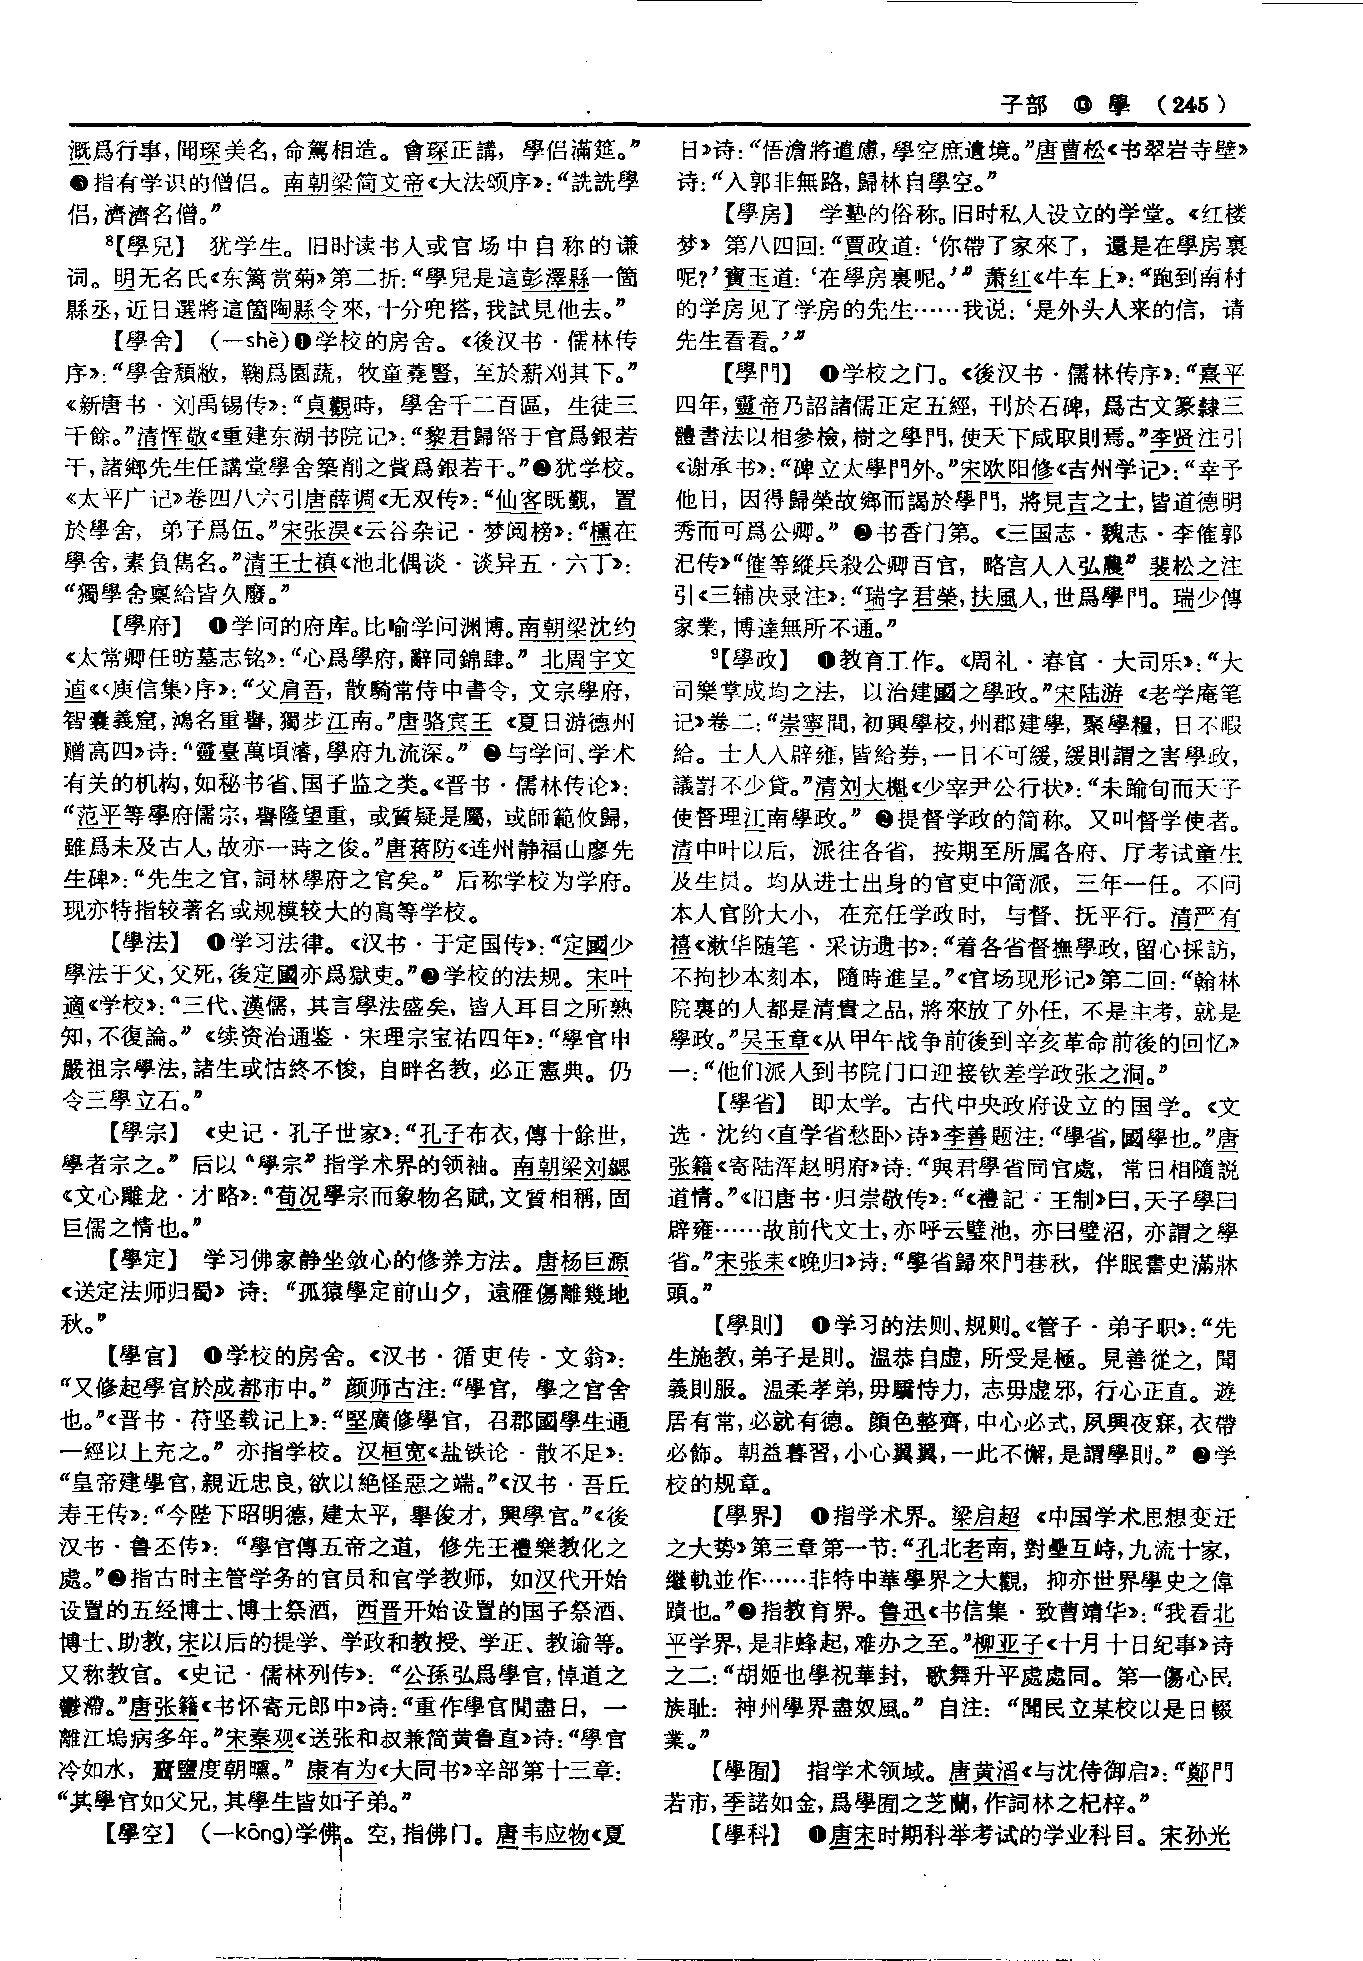 子部 ⓭ 學 (245)
溉爲行事,聞琛美名,命駕相造。會琛正講, 學侣滿筵。”
❸指有学识的僧侣。南朝梁简文帝《大法颂序》:“詵詵學
侣,濟濟名僧。”
⁸【學兒】 犹学生。旧时读书人或官场中自称的谦
词。明无名氏《东篱赏菊》第二折:“學兒是這彭澤縣一箇
縣丞,近日選將這箇陶縣令來,十分兜搭,我試見他去。”
【學舍】 (—shè)❶学校的房舍。《後汉书·儒林传
序》:“學舍頹敝, 鞠爲園蔬, 牧童蕘豎, 至於薪刈其下。”
《新唐书·刘禹锡传》:“貞觀時, 學舍千二百區, 生徒三
千餘。”清恽敬《重建东湖书院记》:“黎君歸帑于官爲銀若
干,諸鄉先生任講堂學舍築削之貲爲銀若干。”❷犹学校。
《太平广记》卷四八六引唐薛调《无双传》:“仙客既覲, 置
於學舍, 弟子爲伍。”宋张淏《云谷杂记·梦阅榜》:“櫄在
學舍,素負雋名。”清王士禛《池北偶谈·谈异五·六丁》:
“獨學舍稟給皆久廢。”
【學府】 ❶学问的府库。比喻学问渊博。南朝梁沈约
《太常卿任昉墓志铭》:“心爲學府,辭同錦肆。” 北周宇文
逌《〈庾信集〉序》:“父肩吾, 散騎常侍中書令, 文宗學府,
智囊義窟,鴻名重譽,獨步江南。”唐骆宾王 《夏日游德州
赠高四》诗:“靈臺萬頃濬,學府九流深。” ❷与学问、学术
有关的机构,如秘书省、国子监之类。《晋书·儒林传论》:
“范平等學府儒宗,譽隆望重, 或質疑是屬, 或師範攸歸,
雖爲未及古人,故亦一時之俊。”唐蒋防《连州静福山廖先
生碑》:“先生之官,詞林學府之官矣。” 后称学校为学府。
现亦特指较著名或规模较大的高等学校。
【學法】 ❶学习法律。《汉书·于定国传》:“定國少
學法于父,父死,後定國亦爲獄吏。”❷学校的法规。宋叶
適《学校》:“三代、漢儒, 其言學法盛矣, 皆人耳目之所熟
知,不復論。” 《续资治通鉴·宋理宗宝祐四年》:“學官申
嚴祖宗學法,諸生或怙終不悛, 自畔名教, 必正憲典。仍
令三學立石。”
【學宗】 《史记·孔子世家》:“孔子布衣,傳十餘世,
學者宗之。” 后以“學宗”指学术界的领袖。南朝梁刘勰
《文心雕龙·才略》:“荀况學宗而象物名賦,文質相稱,固
巨儒之情也。”
【學定】 学习佛家静坐敛心的修养方法。唐杨巨源
《送定法师归蜀》 诗: “孤猿學定前山夕, 遠雁傷離幾地
秋。”
【學官】 ❶学校的房舍。《汉书·循吏传·文翁》:
“又修起學官於成都市中。” 颜师古注:“學官, 學之官舍
也。”《晋书·苻坚载记上》:“堅廣修學官, 召郡國學生通
一經以上充之。” 亦指学校。汉桓宽《盐铁论·散不足》:
“皇帝建學官,親近忠良,欲以絶怪惡之端。”《汉书·吾丘
寿王传》:“今陛下昭明德,建太平, 舉俊才, 興學官。”《後
汉书·鲁丕传》: “學官傳五帝之道, 修先王禮樂教化之
處。”❷指古时主管学务的官员和官学教师, 如汉代开始
设置的五经博士、博士祭酒, 西晋开始设置的国子祭酒、
博士、助教,宋以后的提学、学政和教授、学正、教谕等。
又称教官。《史记·儒林列传》: “公孫弘爲學官,悼道之
鬱滯。”唐张籍《书怀寄元郎中》诗:“重作學官閒盡日, 一
離江塢病多年。”宋秦观《送张和叔兼简黄鲁直》诗:“學官
冷如水, 虀鹽度朝曛。” 康有为《大同书》辛部第十三章:
“其學官如父兄,其學生皆如子弟。”
【學空】 (—kōng)学佛。空,指佛门。唐韦应物《夏
日》诗:“悟澹將遣慮,學空庶遺境。”唐曹松《书翠岩寺壁》
诗:“入郭非無路,歸林自學空。”
【學房】 学塾的俗称。旧时私人设立的学堂。《红楼
梦》 第八四回:“賈政道:‘你帶了家來了, 還是在學房裏
呢?’寶玉道:‘在學房裏呢。’” 萧红《牛车上》:“跑到南村
的学房见了学房的先生……我说:‘是外头人来的信, 请
先生看看。’”
【學門】 ❶学校之门。《後汉书·儒林传序》:“熹平
四年,靈帝乃詔諸儒正定五經, 刊於石碑, 爲古文篆隸三
體書法以相參檢,樹之學門,使天下咸取則焉。”李贤注引
《谢承书》:“碑立太學門外。”宋欧阳修《吉州学记》:“幸予
他日, 因得歸榮故鄉而謁於學門, 將見吉之士,皆道德明
秀而可爲公卿。” ❷书香门第。《三国志·魏志·李傕郭
汜传》“傕等縱兵殺公卿百官, 略宫人入弘農” 裴松之注
引《三辅决录注》:“瑞字君榮,扶風人,世爲學門。瑞少傳
家業,博達無所不通。”
⁹【學政】 ❶教育工作。《周礼·春官·大司乐》:“大
司樂掌成均之法, 以治建國之學政。”宋陆游 《老学庵笔
记》卷二:“崇寧間,初興學校,州郡建學, 聚學糧, 日不暇
給。士人入辟雍,皆給券,一日不可緩,緩則謂之害學政,
議罸不少貸。”清刘大櫆《少宰尹公行状》:“未踰旬而天子
使督理江南學政。” ❷提督学政的简称。又叫督学使者。
清中叶以后, 派往各省, 按期至所属各府、厅考试童生
及生员。均从进士出身的官吏中简派, 三年一任。不问
本人官阶大小, 在充任学政时, 与督、抚平行。清严有
禧《漱华随笔·采访遗书》:“着各省督撫學政,留心採訪,
不拘抄本刻本, 隨時進呈。”《官场现形记》第二回:“翰林
院裏的人都是清貴之品,將來放了外任, 不是主考, 就是
學政。”吴玉章《从甲午战争前後到辛亥革命前後的回忆》
一:“他们派人到书院门口迎接钦差学政张之洞。”
【學省】 即太学。古代中央政府设立的国学。《文
选·沈约〈直学省愁卧〉诗》李善题注:“學省,國學也。”唐
张籍《寄陆浑赵明府》诗:“與君學省同官處, 常日相隨説
道情。”《旧唐书·归崇敬传》:“《禮記·王制》曰,天子學曰
辟雍……故前代文士,亦呼云璧池, 亦曰璧沼, 亦謂之學
省。”宋张耒《晚归》诗:“學省歸來門巷秋, 伴眠書史滿牀
頭。”
【學則】 ❶学习的法则、规则。《管子·弟子职》:“先
生施教,弟子是則。温恭自虚, 所受是極。見善從之, 聞
義則服。温柔孝弟,毋驕恃力, 志毋虚邪, 行必正直。遊
居有常,必就有德。顔色整齊,中心必式,夙興夜寐,衣帶
必飾。朝益暮習,小心翼翼,一此不懈,是謂學則。” ❷学
校的规章。
【學界】 ❶指学术界。梁启超 《中国学术思想变迁
之大势》第三章第一节:“孔北老南,對壘互峙,九流十家,
繼軌並作……非特中華學界之大觀, 抑亦世界學史之偉
蹟也。”❷指教育界。鲁迅《书信集·致曹靖华》:“我看北
平学界,是非蜂起,难办之至。”柳亚子《十月十日纪事》诗
之二:“胡姬也學祝華封, 歌舞升平處處同。第一傷心民
族耻: 神州學界盡奴風。” 自注: “聞民立某校以是日輟
業。”
【學囿】 指学术领域。唐黄滔《与沈侍御启》:“鄭門
若市,季諾如金,爲學囿之芝蘭,作詞林之杞梓。”
【學科】 ❶唐宋时期科举考试的学业科目。宋孙光